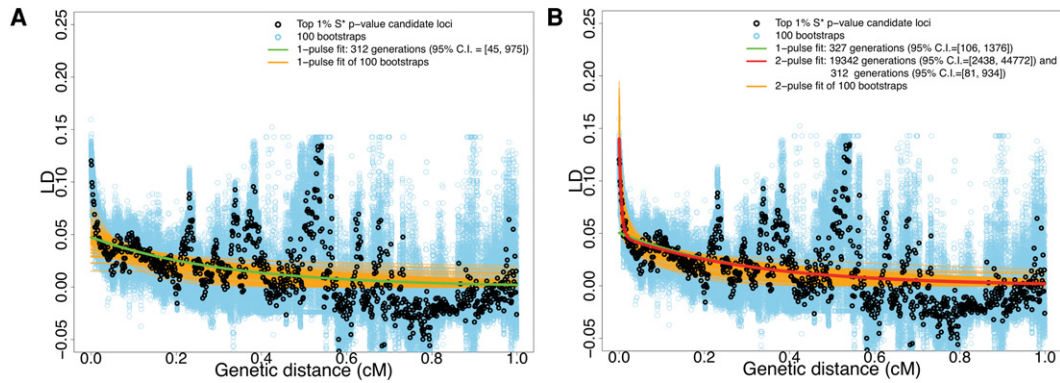 A
Top 1% S* p-value candidate loci
100 bootstraps
1-pulse fit: 312 generations (95% C.I. = [45, 975])
1-pulse fit of 100 bootstraps
LD
0.25
0.20
0.15
0.10
0.05
0.00
-0.05
0.0 0.2 0.4 0.6 0.8 1.0
Genetic distance (cM)
B
Top 1% S* p-value candidate loci
100 bootstraps
1-pulse fit: 327 generations (95% C.I.=[106, 1376])
2-pulse fit: 19342 generations (95% C.I.=[2438, 44772]) and
312 generations (95% C.I.=[81, 934])
2-pulse fit of 100 bootstraps
LD
0.25
0.20
0.15
0.10
0.05
0.00
-0.05
0.0 0.2 0.4 0.6 0.8 1.0
Genetic distance (cM)